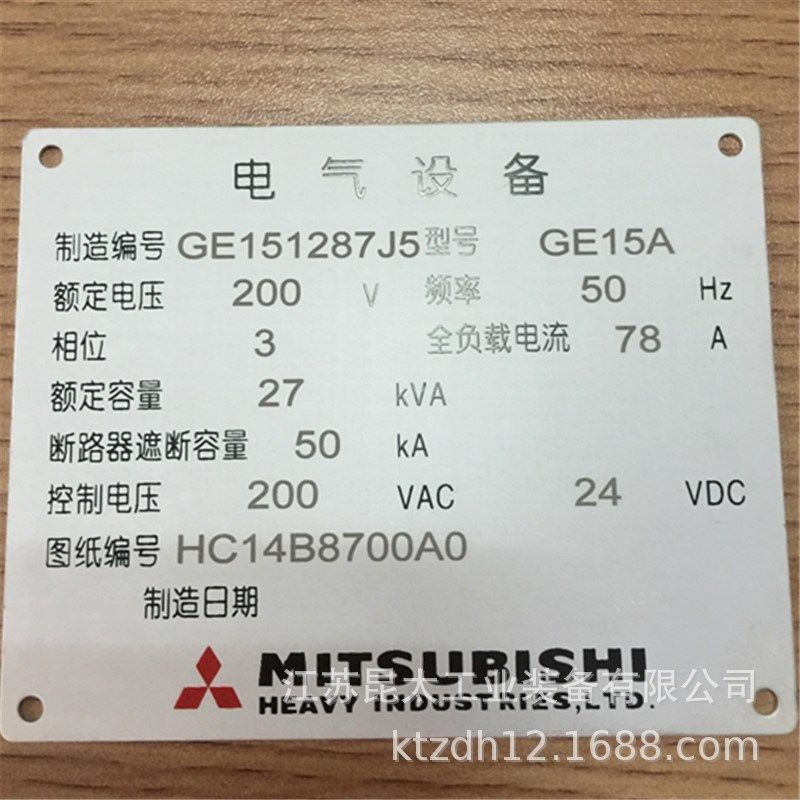 电气设备
制造编号 GE151287J5 型号 GE15A
额定电压 200 V 频率 50 Hz
相位 3 全负载电流 78 A
额定容量 27 kVA
断路器遮断容量 50 kA
控制电压 200 VAC 24 VDC
图纸编号 HC14B8700A0
制造日期
MITSUBISHI
江苏昆太工业装备有限公司
HEAVY INDUSTRIES,LTD.
ktzdh12.1688.com